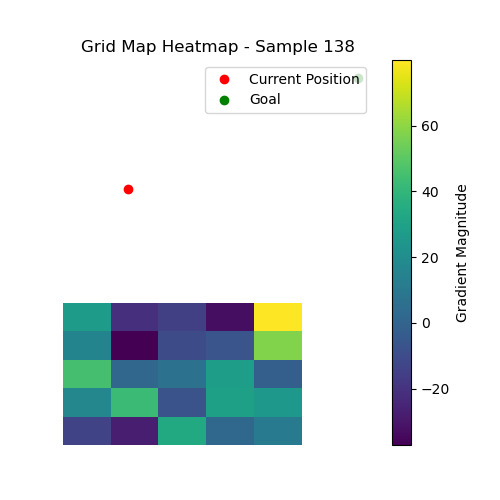 Grid Map Heatmap - Sample 138
Current Position
Goal
60
40
20
0
−20
Gradient Magnitude